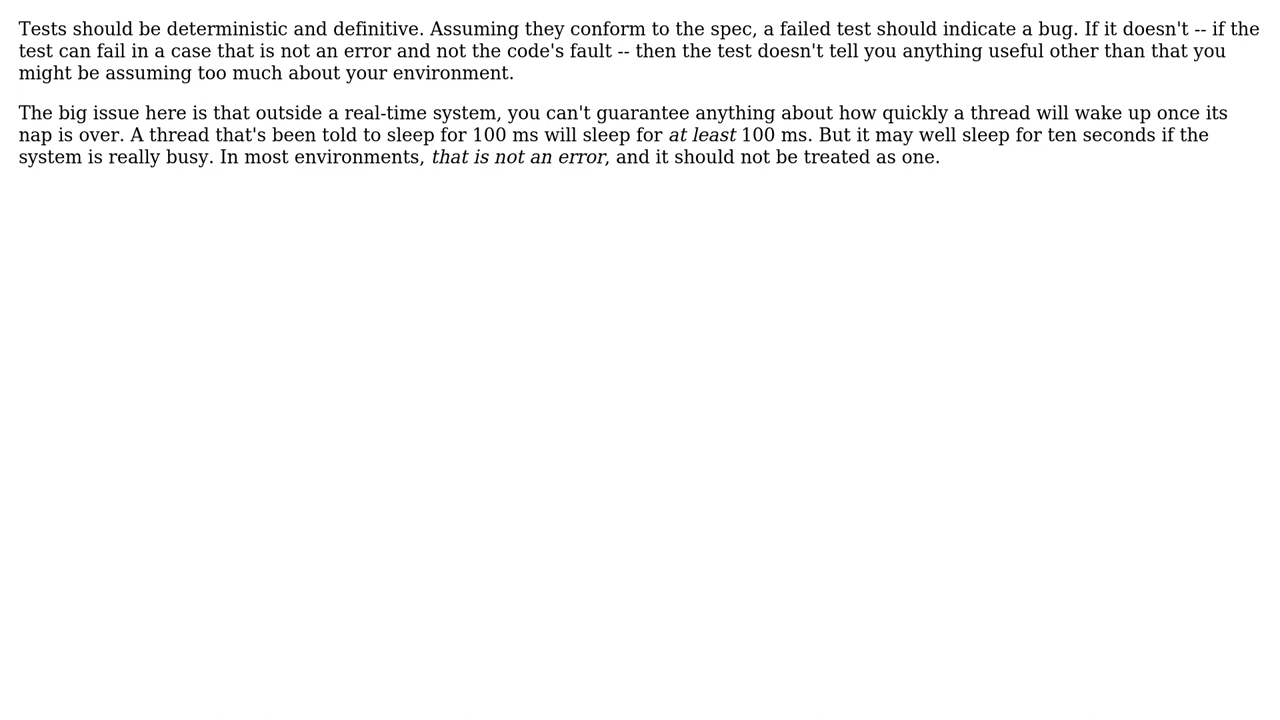 Tests should be deterministic and definitive. Assuming they conform to the spec, a failed test should indicate a bug. If it doesn't -- if the
test can fail in a case that is not an error and not the code's fault -- then the test doesn't tell you anything useful other than that you
might be assuming too much about your environment.
The big issue here is that outside a real-time system, you can't guarantee anything about how quickly a thread will wake up once its
nap is over. A thread that's been told to sleep for 100 ms will sleep for at least 100 ms. But it may well sleep for ten seconds if the
system is really busy. In most environments, that is not an error, and it should not be treated as one.